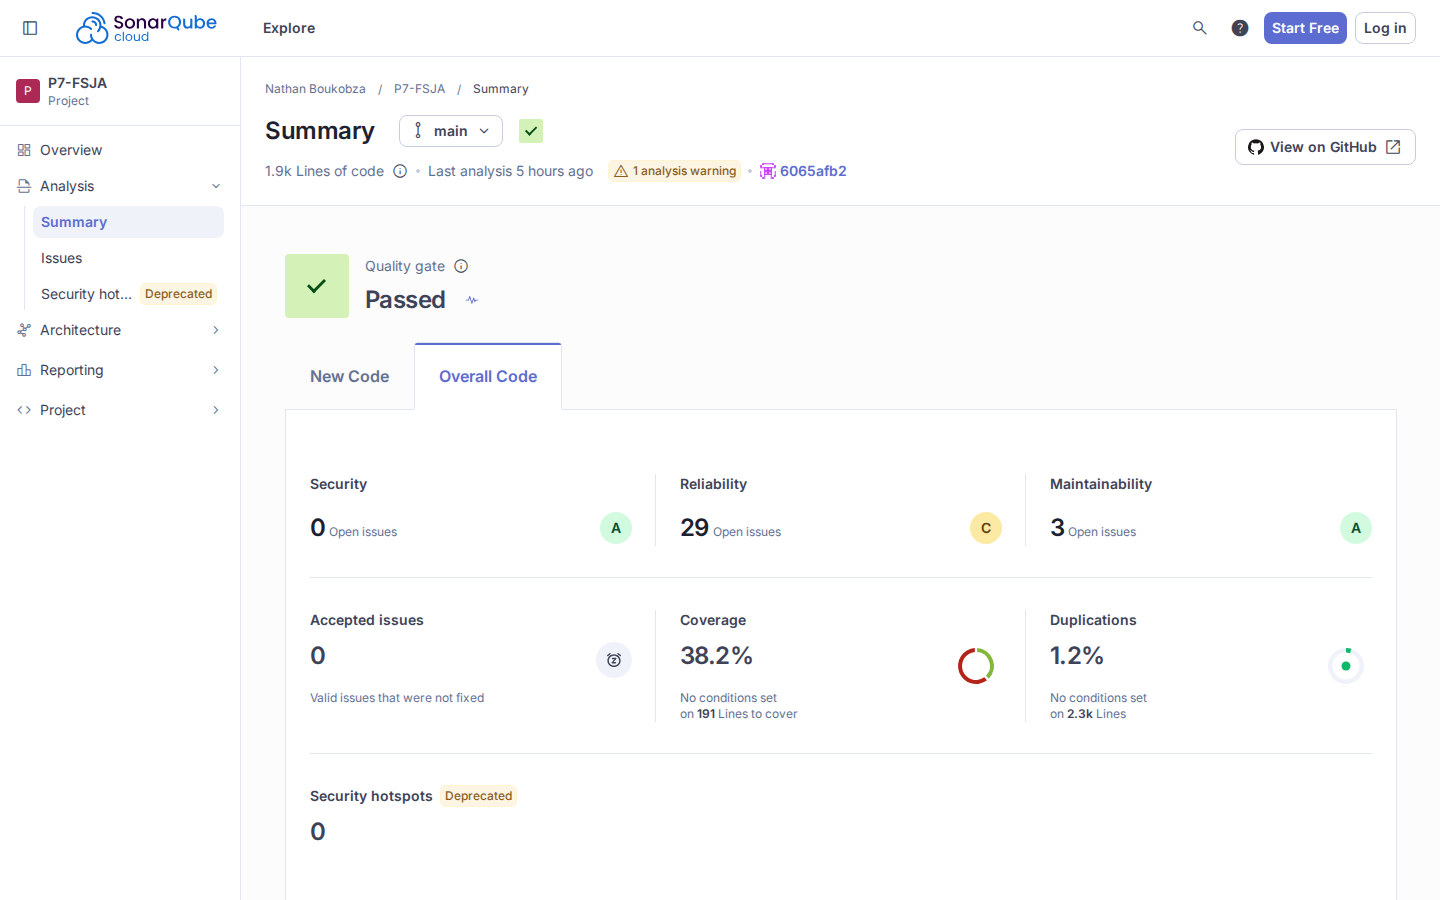 SonarQube cloud
Explore
?
Start Free
Log in
P
P7-FSJA
Project
Overview
Analysis
Summary
Issues
Security hot... Deprecated
Architecture
Reporting
Project
Nathan Boukobza / P7-FSJA / Summary
Summary
main
View on GitHub
1.9k Lines of code
Last analysis 5 hours ago
1 analysis warning
6065afb2
Quality gate
Passed
New Code
Overall Code
Security
0 Open issues
A
Reliability
29 Open issues
C
Maintainability
3 Open issues
A
Accepted issues
0
Valid issues that were not fixed
Coverage
38.2%
No conditions set
on 191 Lines to cover
Duplications
1.2%
No conditions set
on 2.3k Lines
Security hotspots Deprecated
0